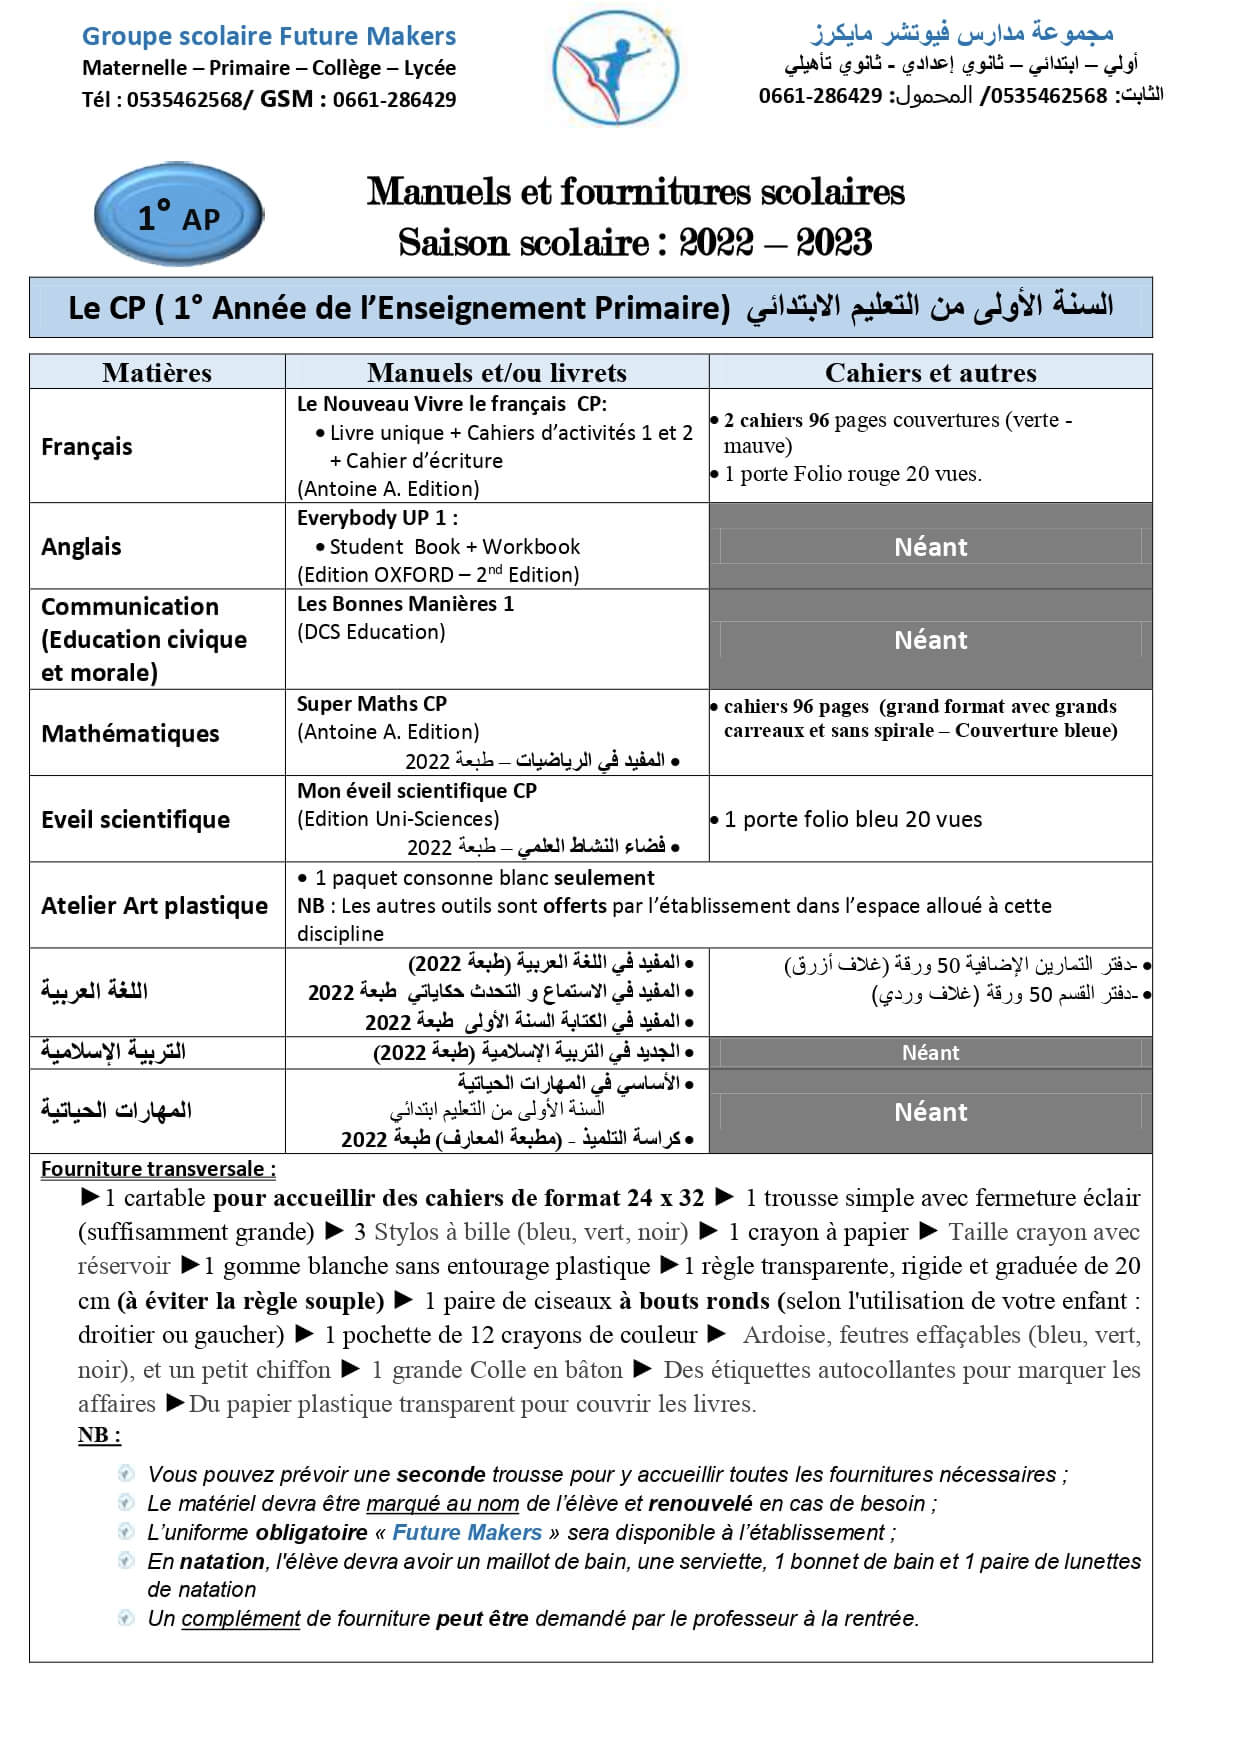 Groupe scolaire Future Makers
Maternelle – Primaire – Collège – Lycée
Tél : 0535462568/ GSM : 0661-286429
مجموعة مدارس فيوتشر مايكرز
أولي – ابتدائي – ثانوي إعدادي - ثانوي تأهيلي
الثابت: 0535462568/ المحمول: 0661-286429
1° AP
Manuels et fournitures scolaires
Saison scolaire : 2022 – 2023
Le CP ( 1° Année de l’Enseignement Primaire) السنة الأولى من التعليم الابتدائي
Matières
Manuels et/ou livrets
Cahiers et autres
Français
Le Nouveau Vivre le français CP:
• Livre unique + Cahiers d’activités 1 et 2
+ Cahier d’écriture
(Antoine A. Edition)
• 2 cahiers 96 pages couvertures (verte -
mauve)
• 1 porte Folio rouge 20 vues.
Anglais
Everybody UP 1 :
• Student Book + Workbook
(Edition OXFORD – 2nd Edition)
Néant
Communication
(Education civique
et morale)
Les Bonnes Manières 1
(DCS Education)
Néant
Mathématiques
Super Maths CP
(Antoine A. Edition)
• المفيد في الرياضيات – طبعة 2022
• cahiers 96 pages (grand format avec grands
carreaux et sans spirale – Couverture bleue)
Eveil scientifique
Mon éveil scientifique CP
(Edition Uni-Sciences)
• فضاء النشاط العلمي – طبعة 2022
• 1 porte folio bleu 20 vues
Atelier Art plastique
• 1 paquet consonne blanc seulement
NB : Les autres outils sont offerts par l’établissement dans l’espace alloué à cette
discipline
اللغة العربية
• المفيد في اللغة العربية (طبعة 2022)
• المفيد في الاستماع و التحدث حكاياتي طبعة 2022
• المفيد في الكتابة السنة الأولى طبعة 2022
• -دفتر التمارين الإضافية 50 ورقة (غلاف أزرق)
• -دفتر القسم 50 ورقة (غلاف وردي)
التربية الإسلامية
• الجديد في التربية الإسلامية (طبعة 2022)
Néant
المهارات الحياتية
• الأساسي في المهارات الحياتية
السنة الأولى من التعليم ابتدائي
• كراسة التلميذ - (مطبعة المعارف) طبعة 2022
Néant
Fourniture transversale :
►1 cartable pour accueillir des cahiers de format 24 x 32 ► 1 trousse simple avec fermeture éclair
(suffisamment grande) ► 3 Stylos à bille (bleu, vert, noir) ► 1 crayon à papier ► Taille crayon avec
réservoir ►1 gomme blanche sans entourage plastique ►1 règle transparente, rigide et graduée de 20
cm (à éviter la règle souple) ► 1 paire de ciseaux à bouts ronds (selon l'utilisation de votre enfant :
droitier ou gaucher) ► 1 pochette de 12 crayons de couleur ► Ardoise, feutres effaçables (bleu, vert,
noir), et un petit chiffon ► 1 grande Colle en bâton ► Des étiquettes autocollantes pour marquer les
affaires ►Du papier plastique transparent pour couvrir les livres.
NB :
Vous pouvez prévoir une seconde trousse pour y accueillir toutes les fournitures nécessaires ;
Le matériel devra être marqué au nom de l’élève et renouvelé en cas de besoin ;
L’uniforme obligatoire « Future Makers » sera disponible à l’établissement ;
En natation, l'élève devra avoir un maillot de bain, une serviette, 1 bonnet de bain et 1 paire de lunettes
de natation
Un complément de fourniture peut être demandé par le professeur à la rentrée.